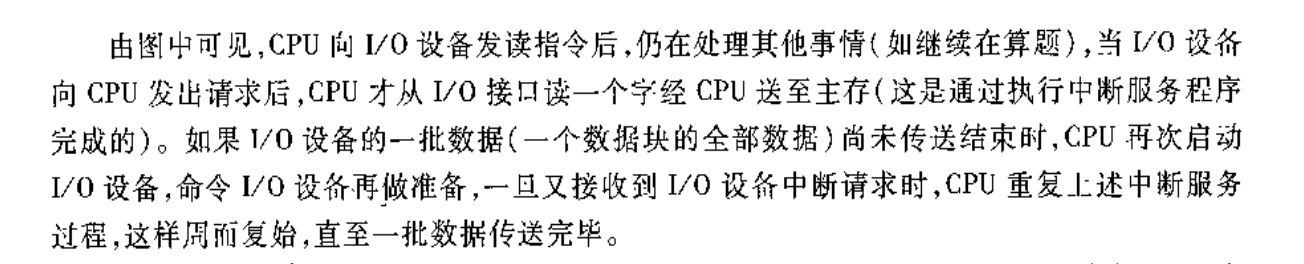 由图中可见,CPU 向 I/O 设备发读指令后,仍在处理其他事情(如继续在算题),当 I/O 设备
向 CPU 发出请求后,CPU 才从 I/O 接口读一个字经 CPU 送至主存(这是通过执行中断服务程序
完成的)。如果 I/O 设备的一批数据(一个数据块的全部数据)尚未传送结束时,CPU 再次启动
I/O 设备,命令 I/O 设备再做准备,一旦又接收到 I/O 设备中断请求时,CPU 重复上述中断服务
过程,这样周而复始,直至一批数据传送完毕。